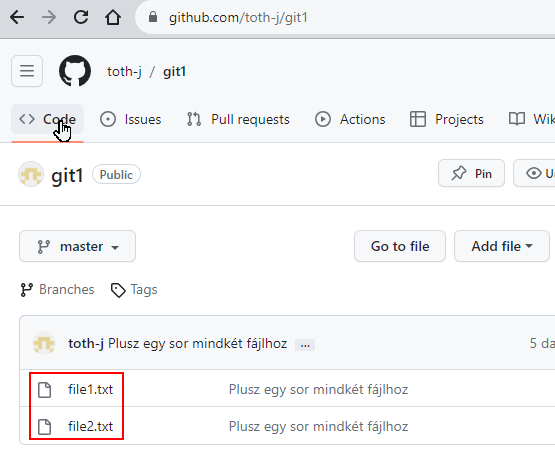 github.com/toth-j/git1
toth-j / git1
Code Issues Pull requests Actions Projects Wik
git1 Public Pin Un
master Go to file Add file
Branches Tags
toth-j Plusz egy sor mindkét fájlhoz ... 5 da
file1.txt Plusz egy sor mindkét fájlhoz
file2.txt Plusz egy sor mindkét fájlhoz